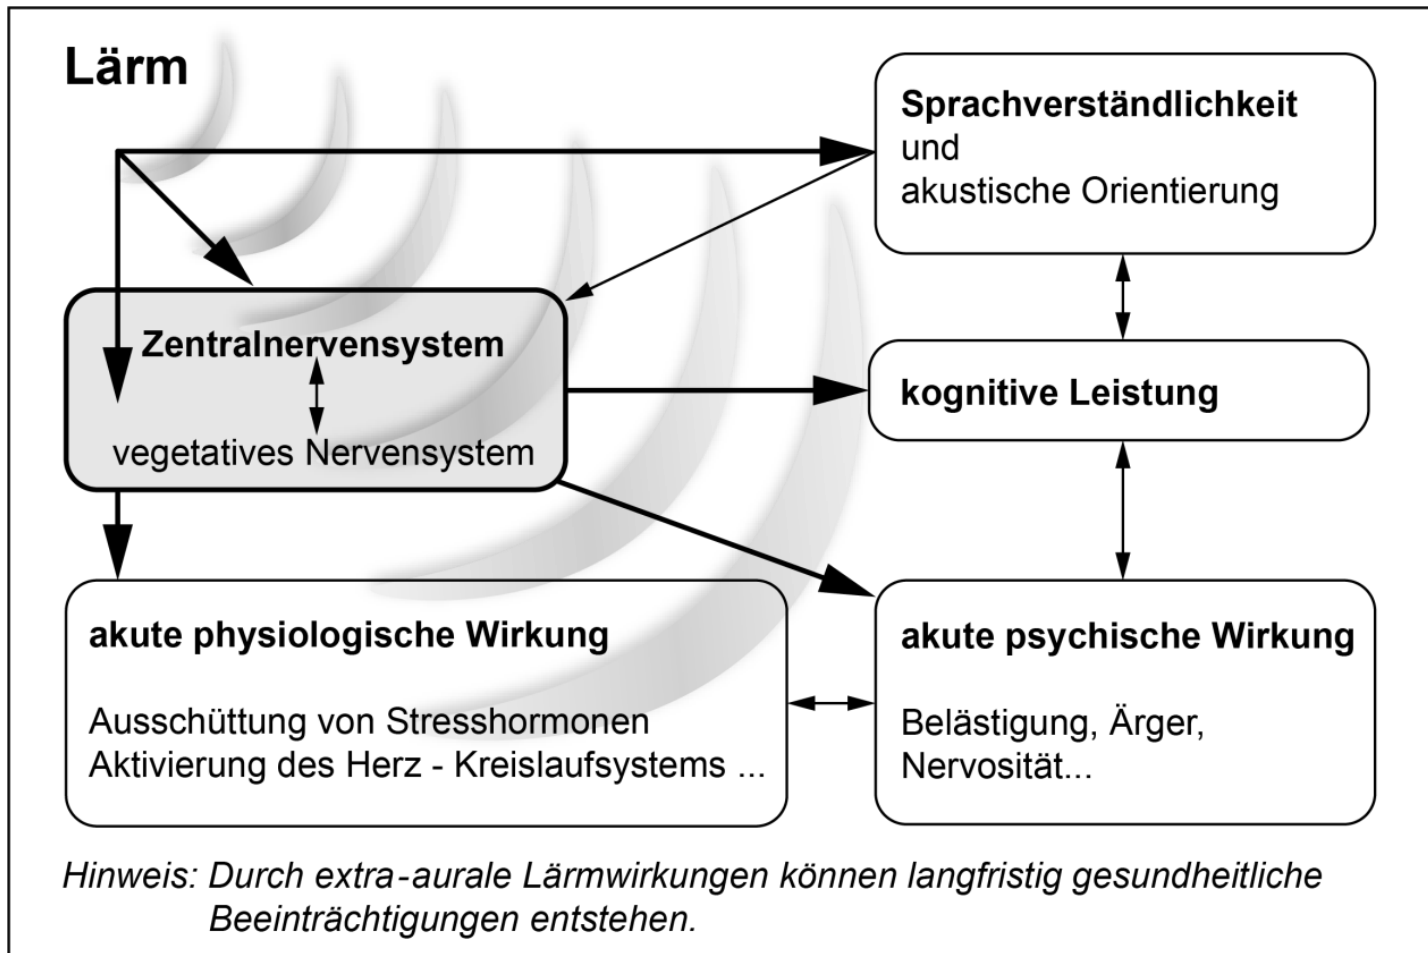 Lärm
Sprachverständlichkeit
und
akustische Orientierung
Zentralnervensystem
vegetatives Nervensystem
kognitive Leistung
akute physiologische Wirkung
Ausschüttung von Stresshormonen
Aktivierung des Herz - Kreislaufsystems ...
akute psychische Wirkung
Belästigung, Ärger,
Nervosität...
Hinweis: Durch extra-aurale Lärmwirkungen können langfristig gesundheitliche
Beeinträchtigungen entstehen.